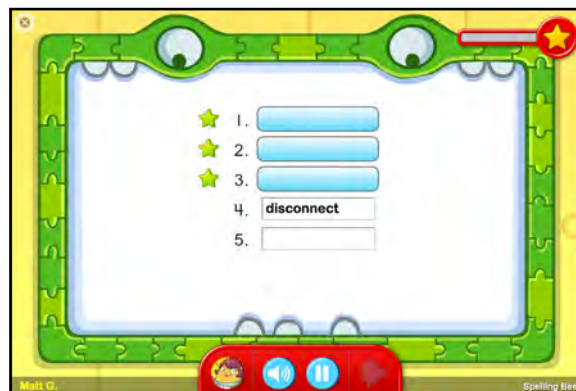 1.
2.
3.
4. disconnect
5.
Matt G.
Spelling Bee